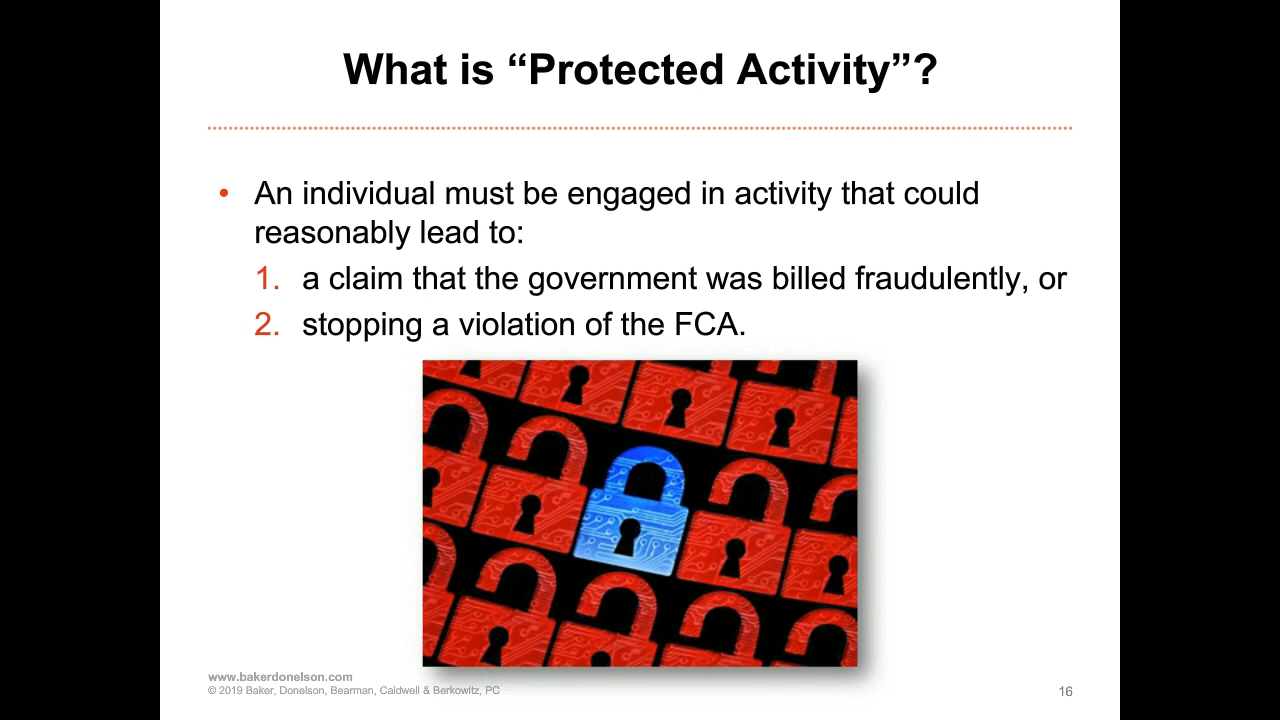 What is “Protected Activity”?
• An individual must be engaged in activity that could
reasonably lead to:
1. a claim that the government was billed fraudulently, or
2. stopping a violation of the FCA.
www.bakerdonelson.com
© 2019 Baker, Donelson, Bearman, Caldwell & Berkowitz, PC
16